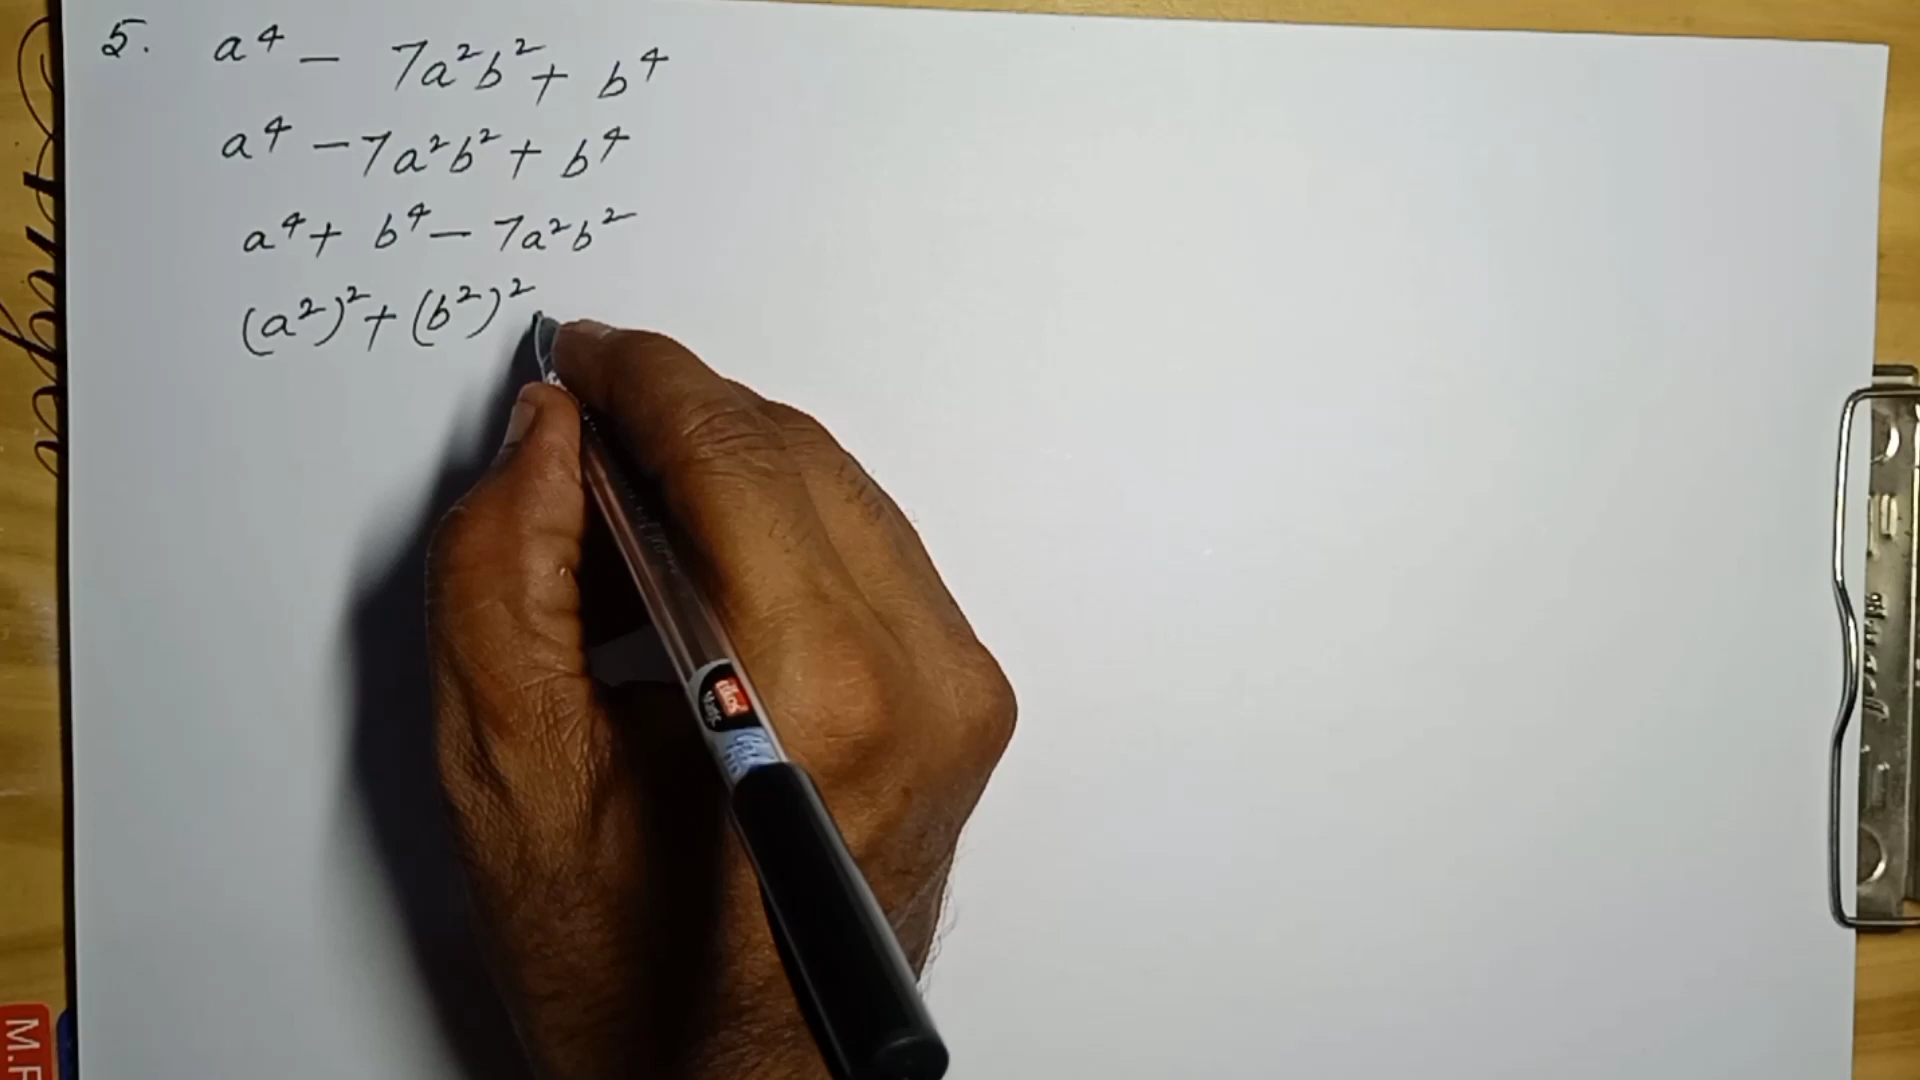 5. a⁴ − 7a²b² + b⁴
a⁴ − 7a²b² + b⁴
a⁴ + b⁴ − 7a²b²
(a²)² + (b²)²